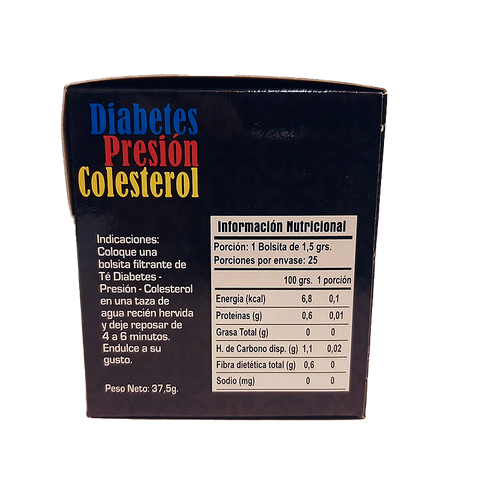 Diabetes
Presión
Colesterol
Indicaciones:
Coloque una
bolsita filtrante de
Té Diabetes -
Presión - Colesterol
en una taza de
agua recién hervida
y deje reposar de
4 a 6 minutos.
Endulce a su
gusto.
Peso Neto: 37,5g.
Información Nutricional
Porción: 1 Bolsita de 1,5 grs.
Porciones por envase: 25
100 grs. 1 porción
Energía (kcal) 6,8 0,1
Proteinas (g) 0,6 0,01
Grasa Total (g) 0 0
H. de Carbono disp. (g) 1,1 0,02
Fibra dietética total (g) 0,6 0
Sodio (mg) 0 0